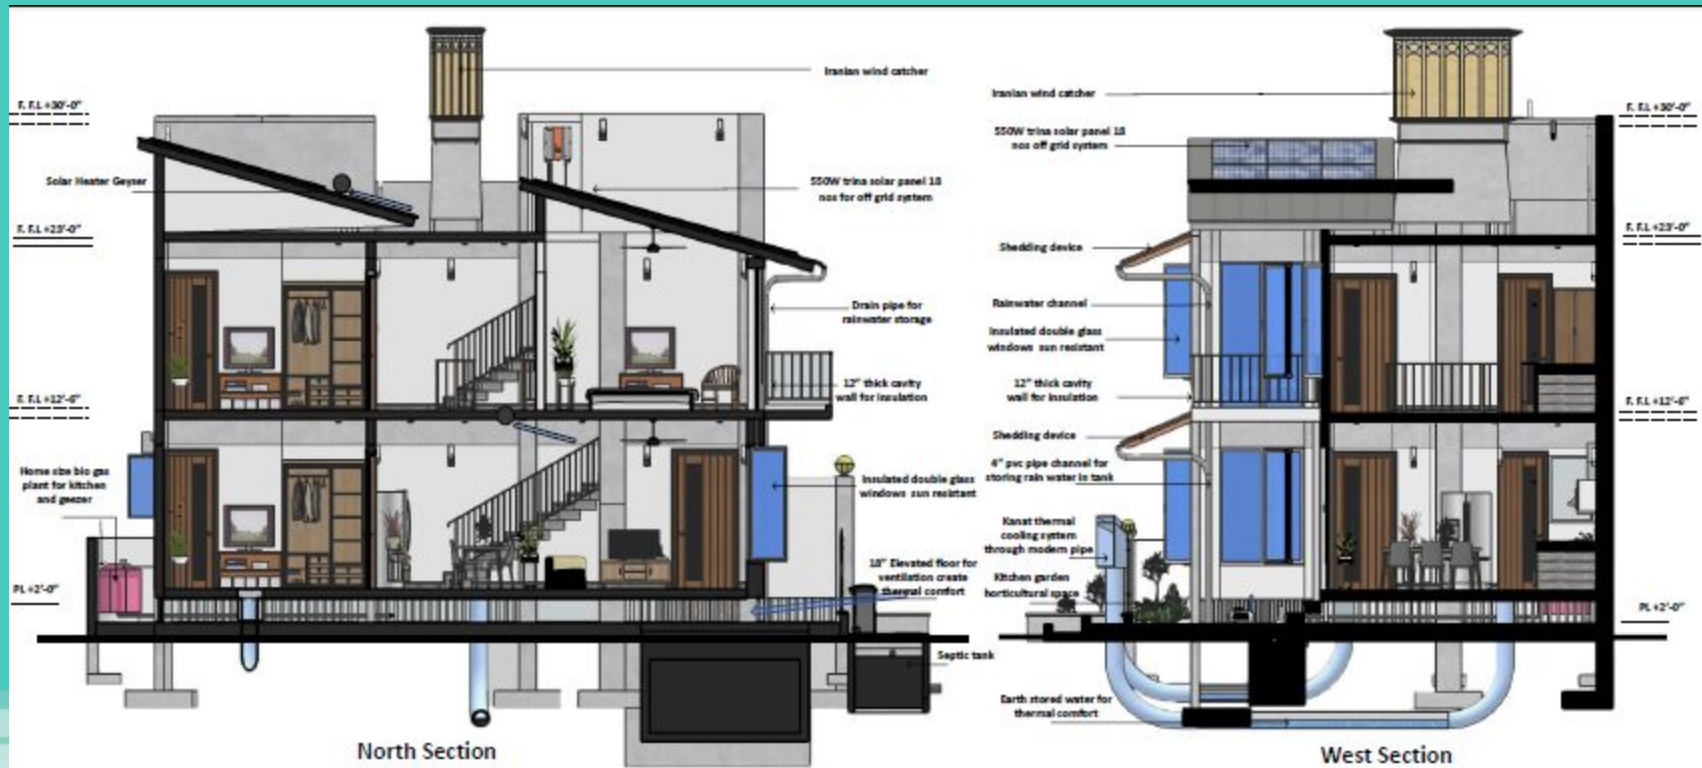 Iranian wind catcher
F. F.L +30'-0"
Solar Heater Geyser
550W trina solar panel 18
nos for off grid system
F. F.L +23'-0"
Drain pipe for
rainwater storage
F. F.L +12'-6"
12" thick cavity
wall for insulation
Home size bio gas
plant for kitchen
and geezer
Insulated double glass
windows sun resistant
18" Elevated floor for
ventilation create
thermal comfort
PL +2'-0"
Septic tank
North Section
Iranian wind catcher
F. F.L +30'-0"
550W trina solar panel 18
nos off grid system
F. F.L +23'-0"
Shedding device
Rainwater channel
Insulated double glass
windows sun resistant
12" thick cavity
wall for insulation
F. F.L +12'-6"
Shedding device
4" pvc pipe channel for
storing rain water in tank
Kanat thermal
cooling system
through modern pipe
Kitchen garden
horticultural space
PL +2'-0"
Earth stored water for
thermal comfort
West Section